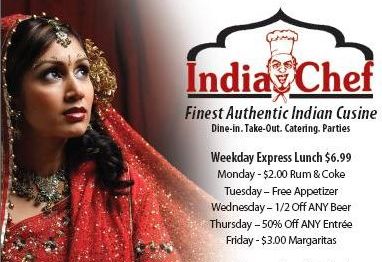 India Chef
Finest Authentic Indian Cusine
Dine-in. Take-Out. Catering. Parties
Weekday Express Lunch $6.99
Monday - $2.00 Rum & Coke
Tuesday – Free Appetizer
Wednesday – 1/2 Off ANY Beer
Thursday – 50% Off ANY Entrée
Friday - $3.00 Margaritas